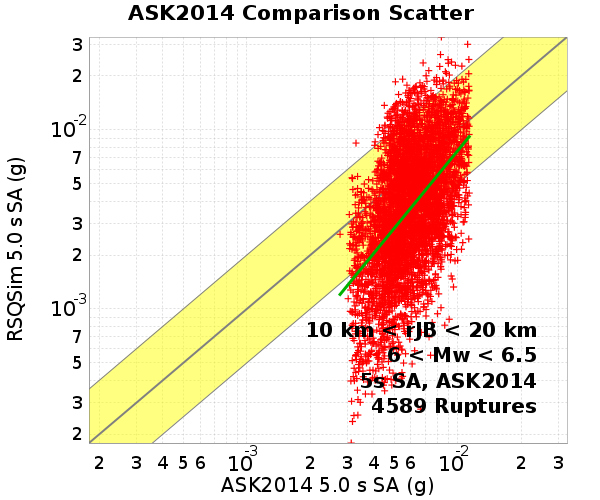 ASK2014 Comparison Scatter
3
2
10-2
7
5
3
2
10-3
7
5
3
2
RSQSim 5.0 s SA (g)
10 km < rJB < 20 km
6 < Mw < 6.5
5s SA, ASK2014
4589 Ruptures
2 3 4 5 6 10-3 2 3 4 5 6 10-2 2 3
ASK2014 5.0 s SA (g)